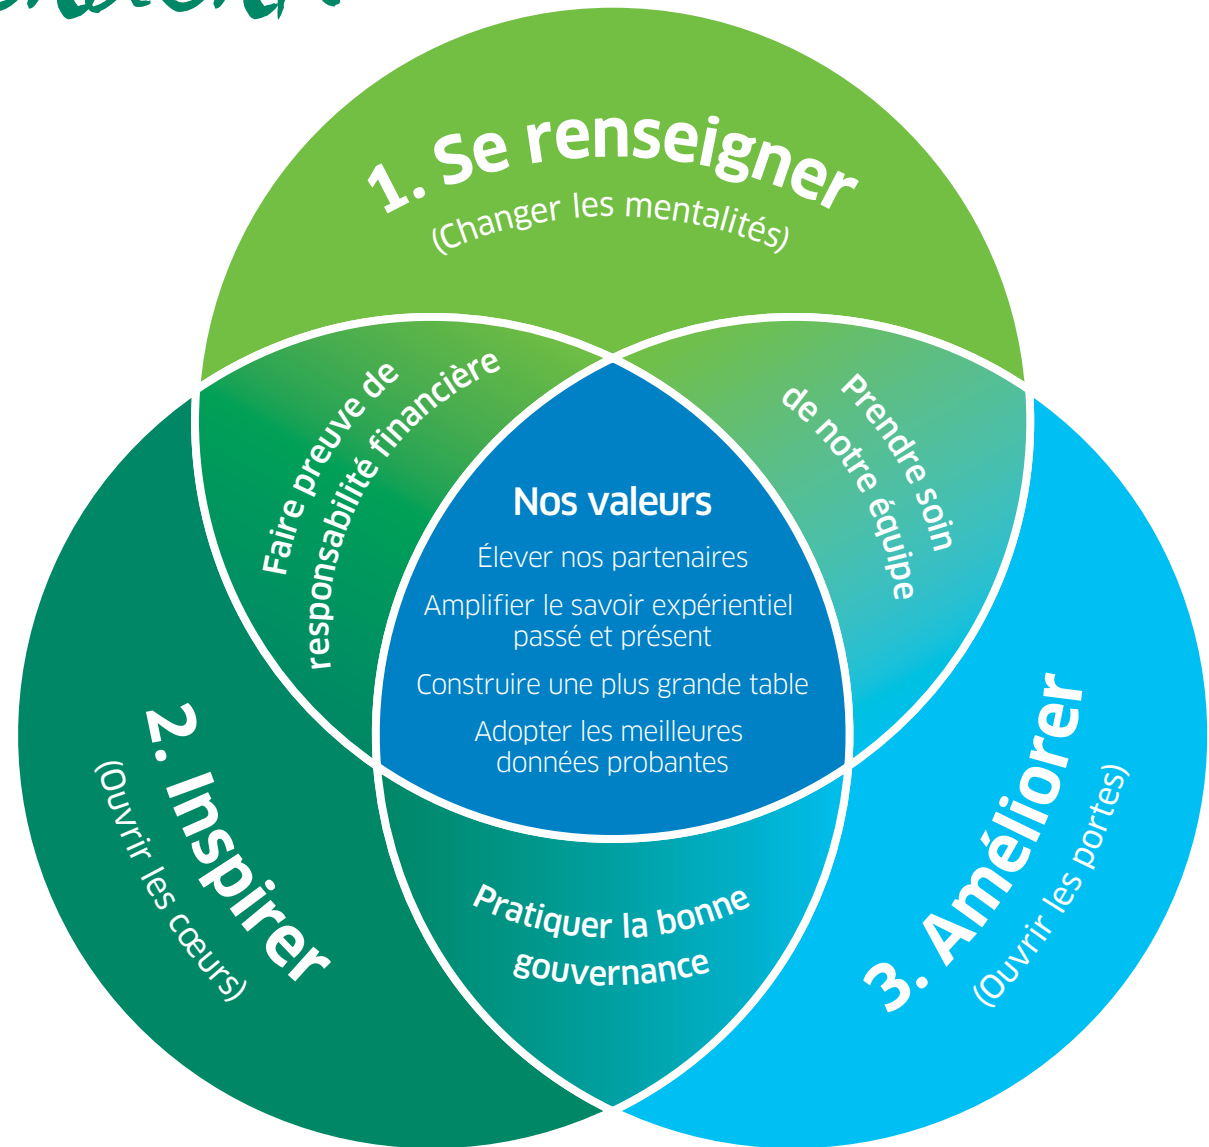 1. Se renseigner
(Changer les mentalités)
Faire preuve de
responsabilité financière
Prendre soin
de notre équipe
Nos valeurs
Élever nos partenaires
Amplifier le savoir expérientiel
passé et présent
Construire une plus grande table
Adopter les meilleures
données probantes
2. Inspirer
(Ouvrir les cœurs)
3. Améliorer
(Ouvrir les portes)
Pratiquer la bonne
gouvernance